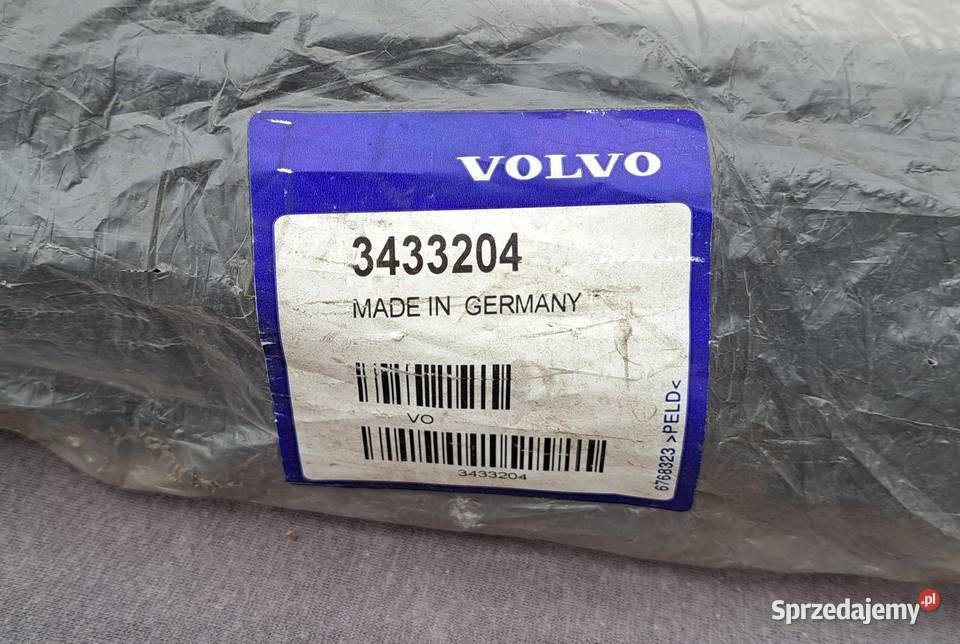 VOLVO
3433204
MADE IN GERMANY
VO
3433204
6768323 >PELD<
Sprzedajemy.pl